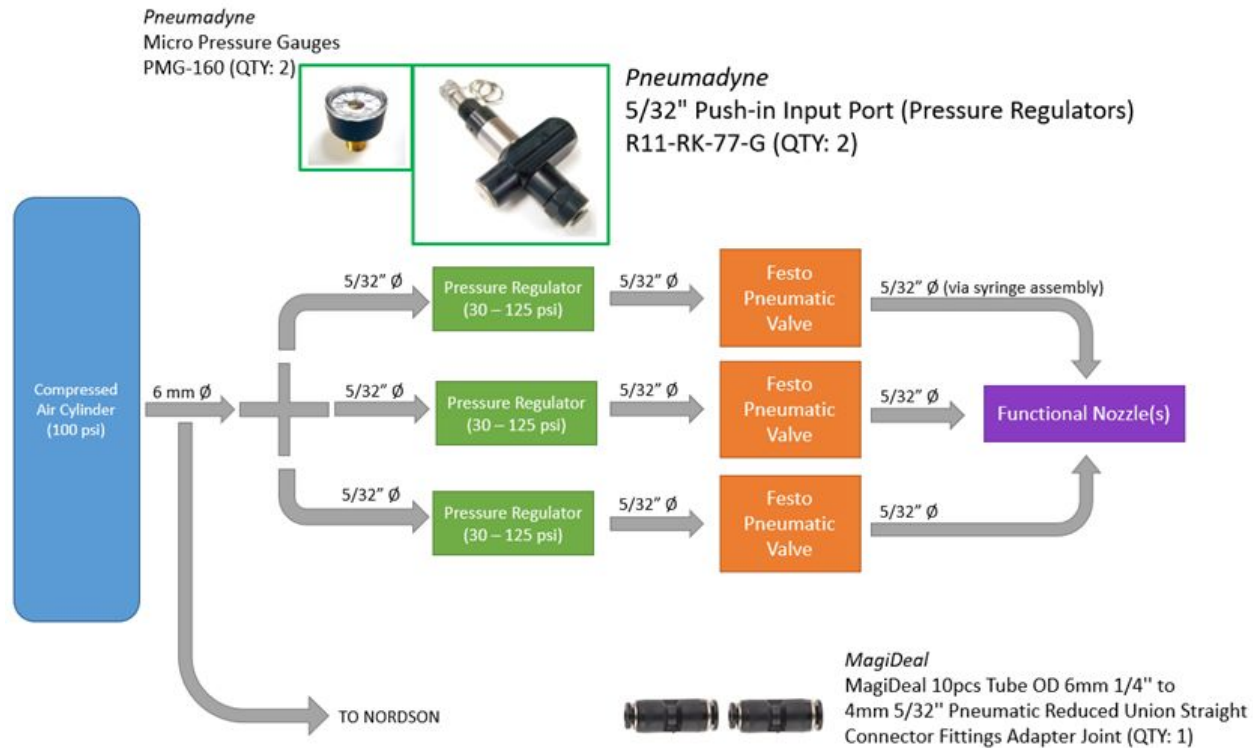 Pneumadyne
Micro Pressure Gauges
PMG-160 (QTY: 2)
Pneumadyne
5/32" Push-in Input Port (Pressure Regulators)
R11-RK-77-G (QTY: 2)
Compressed
Air Cylinder
(100 psi)
6 mm Ø
5/32” Ø
Pressure Regulator
(30 – 125 psi)
5/32” Ø
Festo
Pneumatic
Valve
5/32” Ø (via syringe assembly)
5/32” Ø
Pressure Regulator
(30 – 125 psi)
5/32” Ø
Festo
Pneumatic
Valve
5/32” Ø
Functional Nozzle(s)
5/32” Ø
Pressure Regulator
(30 – 125 psi)
5/32” Ø
Festo
Pneumatic
Valve
5/32” Ø
TO NORDSON
MagiDeal
MagiDeal 10pcs Tube OD 6mm 1/4'' to
4mm 5/32'' Pneumatic Reduced Union Straight
Connector Fittings Adapter Joint (QTY: 1)